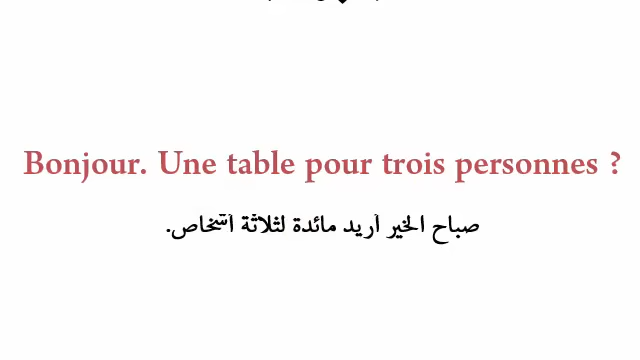 Bonjour. Une table pour trois personnes ?
صباح الخير أريد مائدة لثلاثة أشخاص.